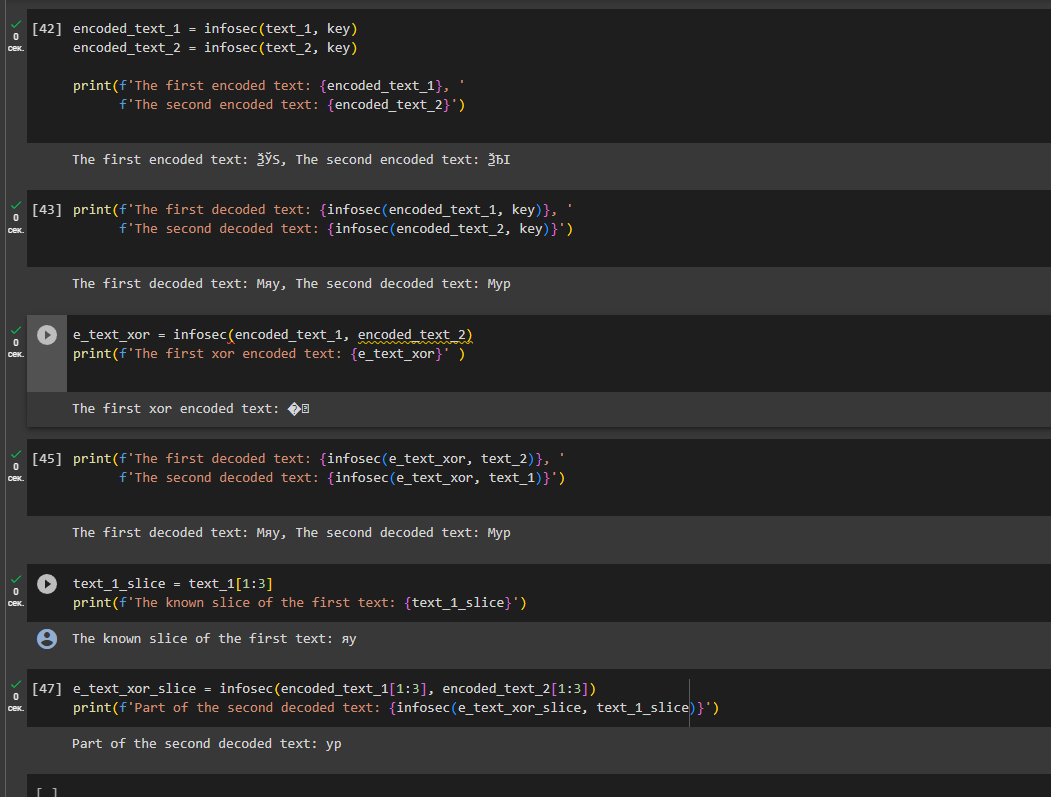 [42] encoded_text_1 = infosec(text_1, key)
encoded_text_2 = infosec(text_2, key)
0
сек.
print(f'The first encoded text: {encoded_text_1}, '
f'The second encoded text: {encoded_text_2}')
The first encoded text: ѮЎЅ, The second encoded text: ѮЂІ
[43] print(f'The first decoded text: {infosec(encoded_text_1, key)}, '
0
сек.
f'The second decoded text: {infosec(encoded_text_2, key)}')
The first decoded text: Мяу, The second decoded text: Мур
e_text_xor = infosec(encoded_text_1, encoded_text_2)
0
сек.
print(f'The first xor encoded text: {e_text_xor}' )
The first xor encoded text: �
[45] print(f'The first decoded text: {infosec(e_text_xor, text_2)}, '
0
сек.
f'The second decoded text: {infosec(e_text_xor, text_1)}')
The first decoded text: Мяу, The second decoded text: Мур
text_1_slice = text_1[1:3]
0
сек.
print(f'The known slice of the first text: {text_1_slice}')
The known slice of the first text: яу
[47] e_text_xor_slice = infosec(encoded_text_1[1:3], encoded_text_2[1:3])
0
сек.
print(f'Part of the second decoded text: {infosec(e_text_xor_slice, text_1_slice)}')
Part of the second decoded text: ур
[ ]